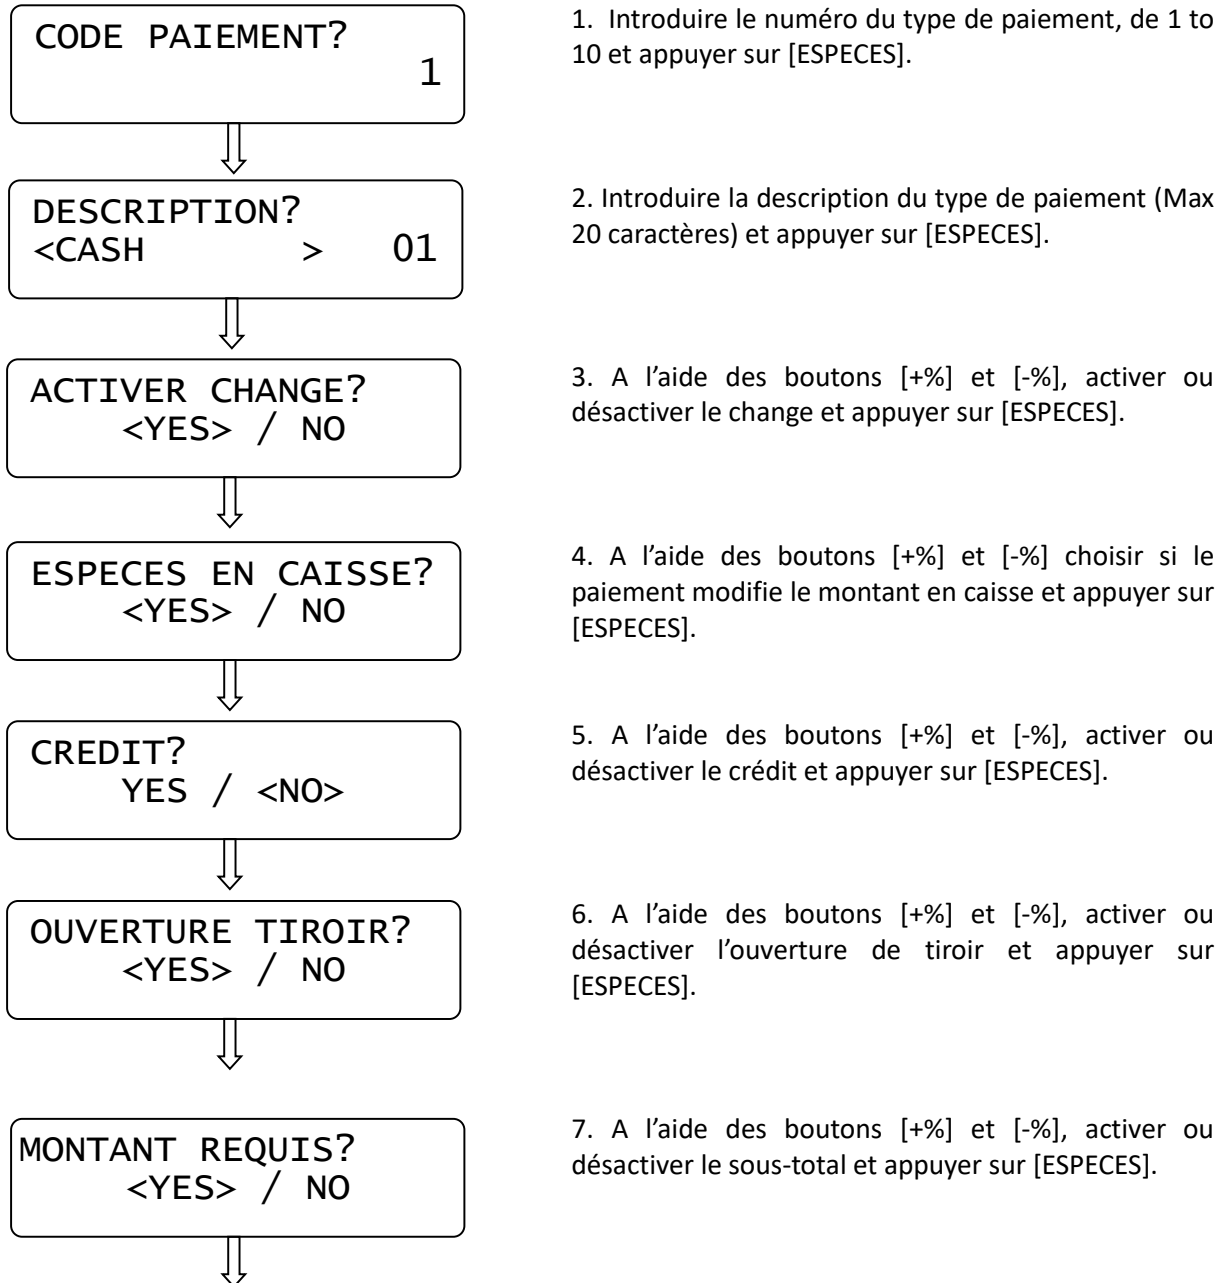 CODE PAIEMENT?
1
1. Introduire le numéro du type de paiement, de 1 to
10 et appuyer sur [ESPECES].
DESCRIPTION?
<CASH > 01
2. Introduire la description du type de paiement (Max
20 caractères) et appuyer sur [ESPECES].
ACTIVER CHANGE?
<YES> / NO
3. A l’aide des boutons [+%] et [-%], activer ou
désactiver le change et appuyer sur [ESPECES].
ESPECES EN CAISSE?
<YES> / NO
4. A l’aide des boutons [+%] et [-%] choisir si le
paiement modifie le montant en caisse et appuyer sur
[ESPECES].
CREDIT?
YES / <NO>
5. A l’aide des boutons [+%] et [-%], activer ou
désactiver le crédit et appuyer sur [ESPECES].
OUVERTURE TIROIR?
<YES> / NO
6. A l’aide des boutons [+%] et [-%], activer ou
désactiver l’ouverture de tiroir et appuyer sur
[ESPECES].
MONTANT REQUIS?
<YES> / NO
7. A l’aide des boutons [+%] et [-%], activer ou
désactiver le sous-total et appuyer sur [ESPECES].